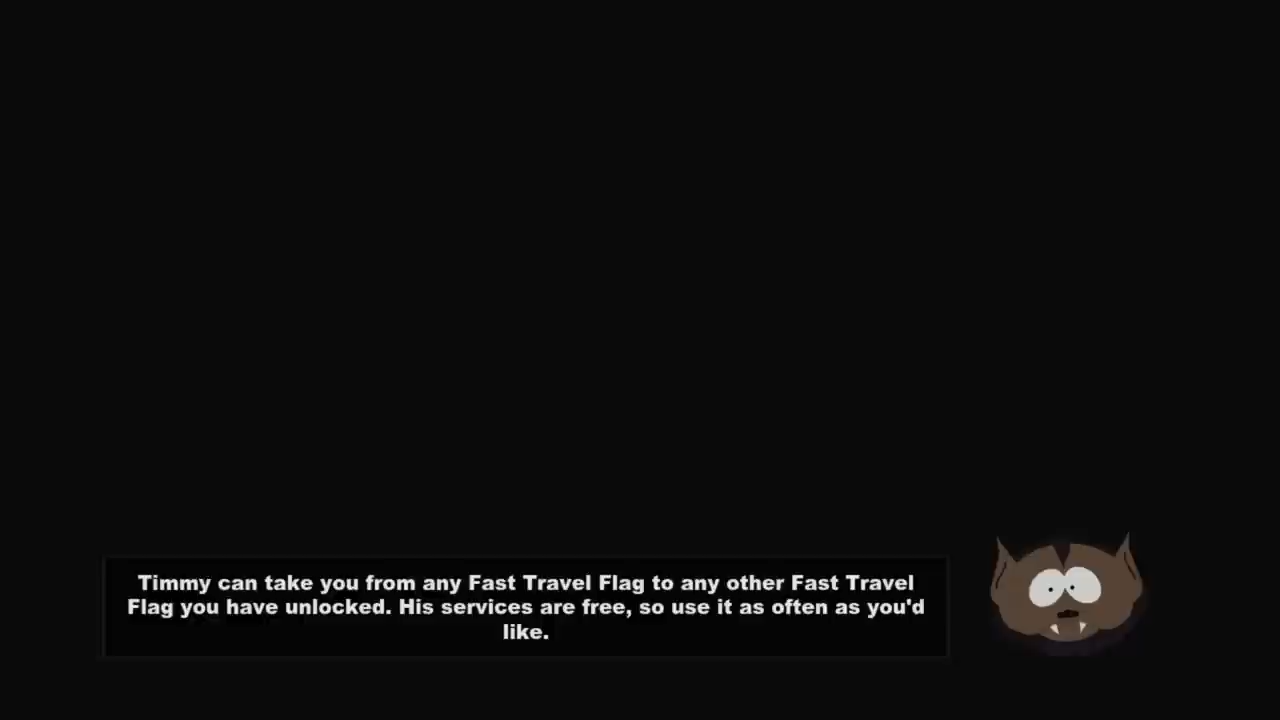 Timmy can take you from any Fast Travel Flag to any other Fast Travel
Flag you have unlocked. His services are free, so use it as often as you'd
like.